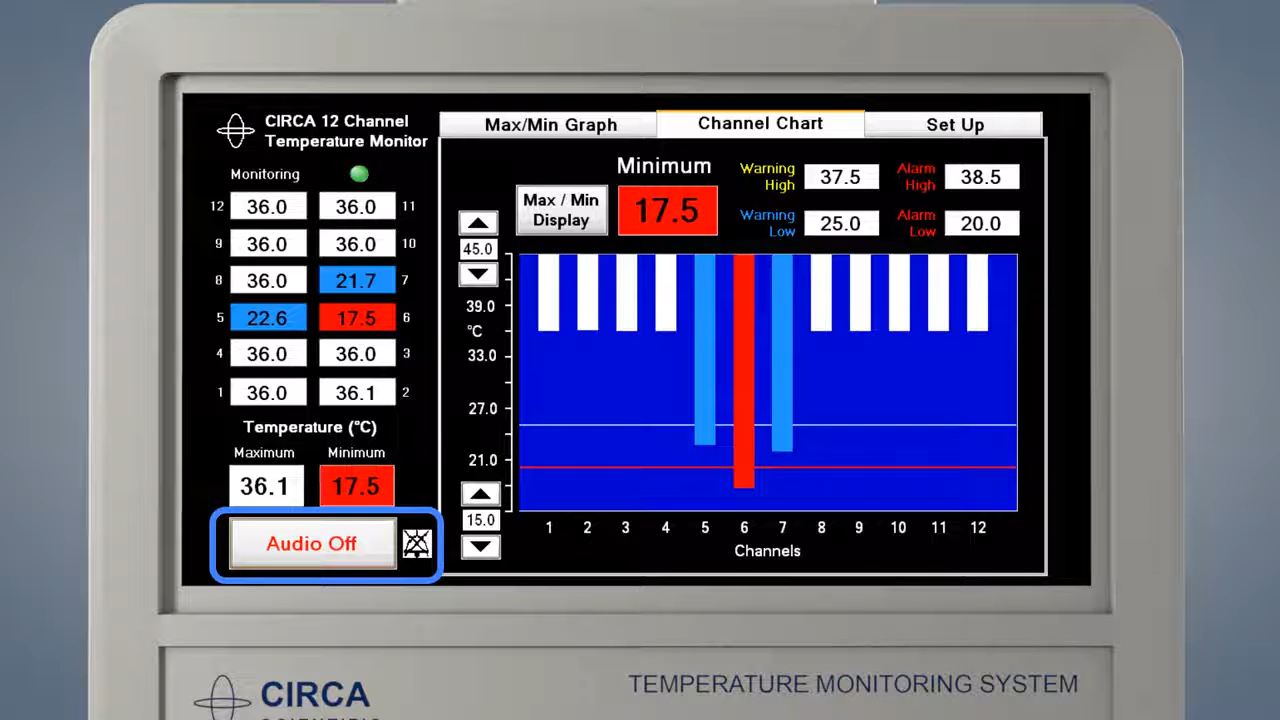 CIRCA 12 Channel
Temperature Monitor
Monitoring
12 36.0 36.0 11
9 36.0 36.0 10
8 36.0 21.7 7
5 22.6 17.5 6
4 36.0 36.0 3
1 36.0 36.1 2
Temperature (°C)
Maximum Minimum
36.1 17.5
Audio Off
Max/Min Graph Channel Chart Set Up
Minimum
Max / Min
Display
17.5
Warning
High
37.5
Alarm
High
38.5
Warning
Low
25.0
Alarm
Low
20.0
45.0
39.0
°C
33.0
27.0
21.0
15.0
1 2 3 4 5 6 7 8 9 10 11 12
Channels
CIRCA
SCIENTIFIC
TEMPERATURE MONITORING SYSTEM